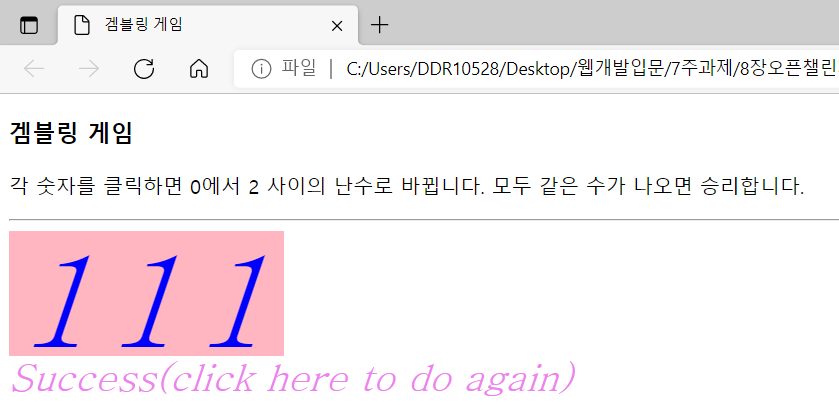 겜블링 게임
파일 | C:/Users/DDR10528/Desktop/웹개발입문/7주과제/8장오픈챌린
겜블링 게임
각 숫자를 클릭하면 0에서 2 사이의 난수로 바뀝니다. 모두 같은 수가 나오면 승리합니다.
1 1 1
Success(click here to do again)